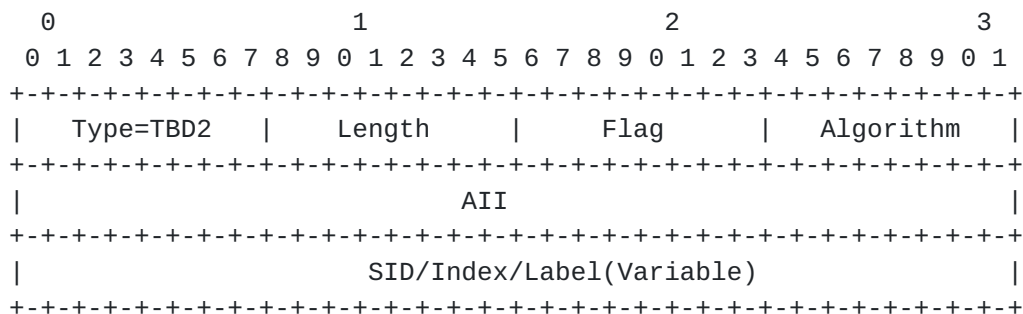 0                   1                   2                   3
 0 1 2 3 4 5 6 7 8 9 0 1 2 3 4 5 6 7 8 9 0 1 2 3 4 5 6 7 8 9 0 1
+-+-+-+-+-+-+-+-+-+-+-+-+-+-+-+-+-+-+-+-+-+-+-+-+-+-+-+-+-+-+-+-+
|   Type=TBD2   |    Length     |     Flag      |   Algorithm   |
+-+-+-+-+-+-+-+-+-+-+-+-+-+-+-+-+-+-+-+-+-+-+-+-+-+-+-+-+-+-+-+-+
|                            AII                                |
+-+-+-+-+-+-+-+-+-+-+-+-+-+-+-+-+-+-+-+-+-+-+-+-+-+-+-+-+-+-+-+-+
|                      SID/Index/Label(Variable)                |
+-+-+-+-+-+-+-+-+-+-+-+-+-+-+-+-+-+-+-+-+-+-+-+-+-+-+-+-+-+-+-+-+